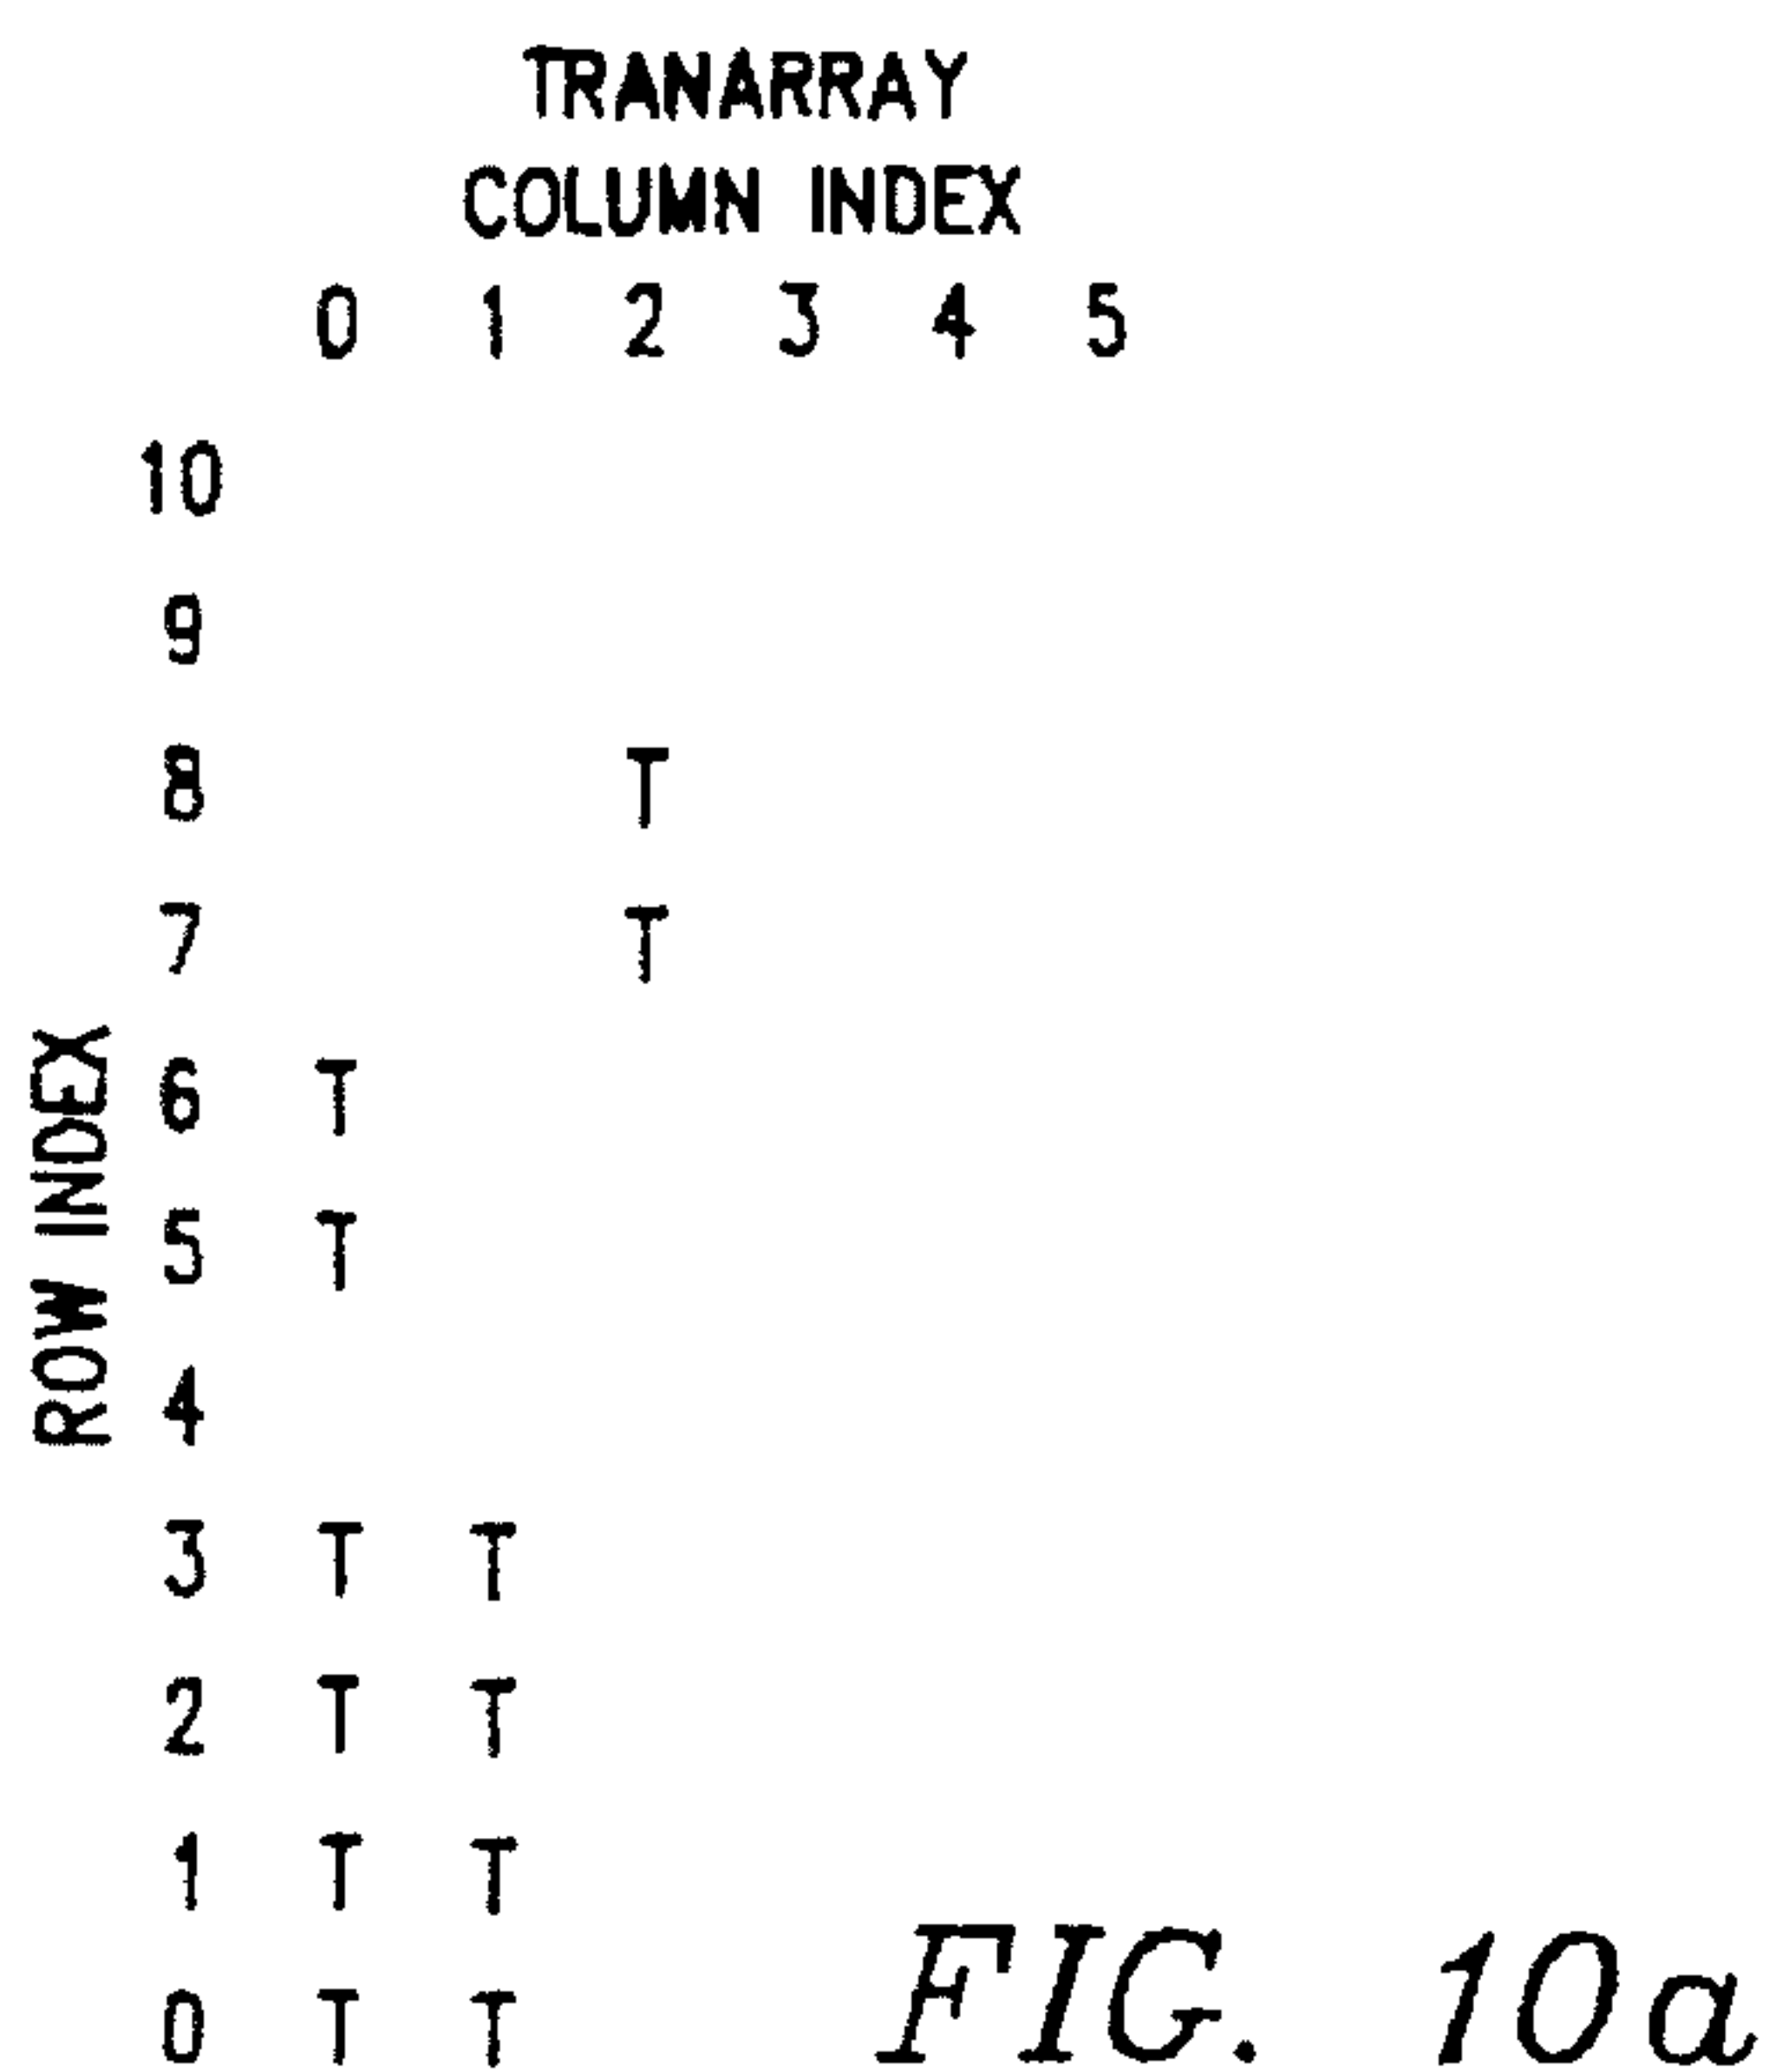 TRANARRAY
COLUMN INDEX
0 1 2 3 4 5
ROW INDEX
10
9
8 T
7 T
6 T
5 T
4
3 T T
2 T T
1 T T
0 T T
FIG. 10a